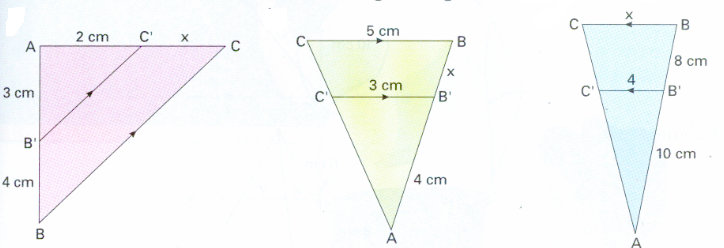 A 2 cm C' x C
3 cm
B'
4 cm
B
C 5 cm B
x
C' 3 cm B'
4 cm
A
C x B
8 cm
C' 4 B'
10 cm
A